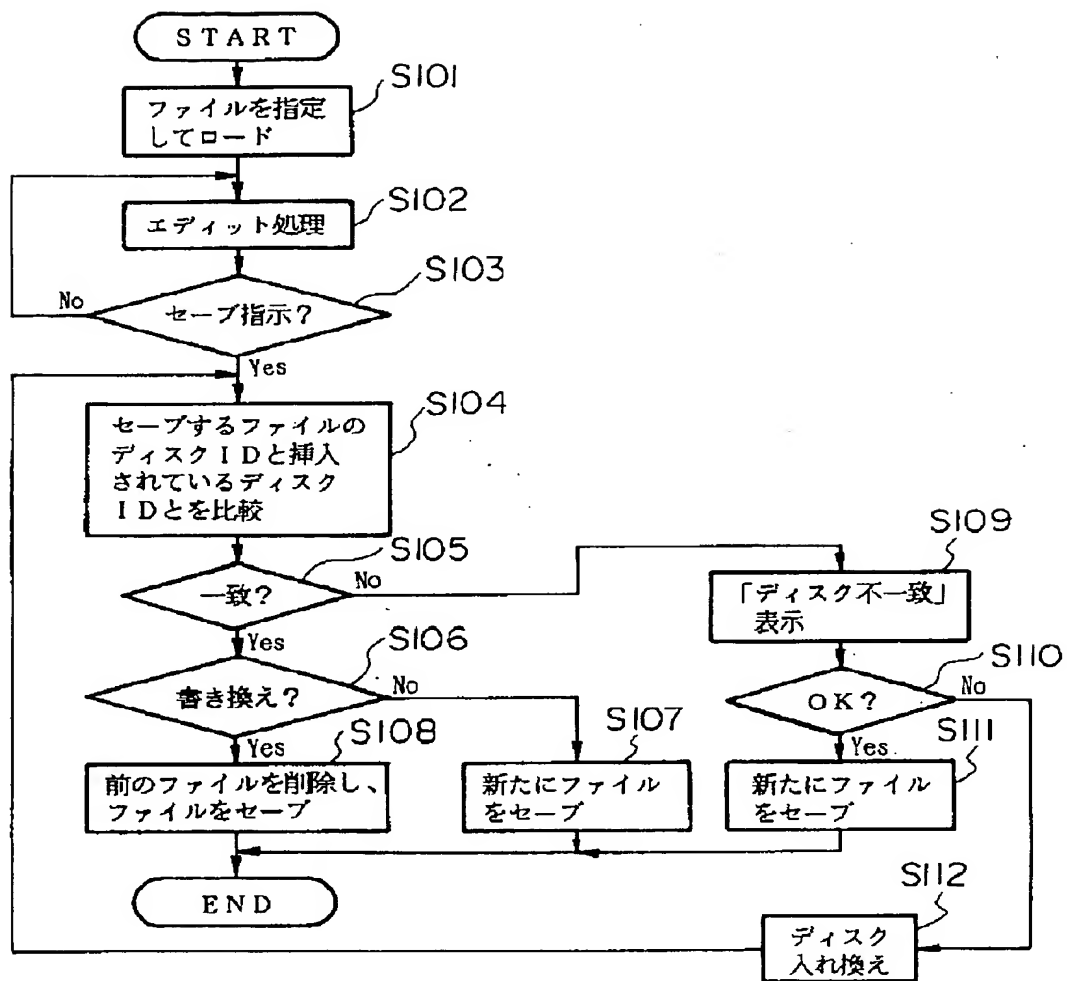 START
S101
ファイルを指定
してロード
S102
エディット処理
S103
セーブ指示?
No
Yes
S104
セーブするファイルの
ディスクIDと挿入
されているディスク
IDとを比較
S105
一致?
No
Yes
S109
「ディスク不一致」
表示
S106
書き換え?
No
Yes
S110
OK?
No
Yes
S108
前のファイルを削除し、
ファイルをセーブ
S107
新たにファイル
をセーブ
S111
新たにファイル
をセーブ
END
S112
ディスク
入れ換え